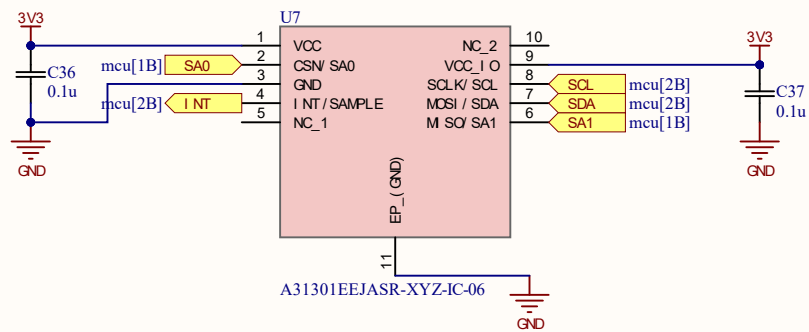 U7
3V3
C36
0.1u
GND
mcu[1B] SA0
mcu[2B] INT
1 VCC
2 CSN/SA0
3 GND
4 INT/SAMPLE
5 NC_1
NC_2 10
VCC_IO 9
SCLK/SCL 8 SCL mcu[2B]
MOSI/SDA 7 SDA mcu[2B]
MISO/SA1 6 SA1 mcu[1B]
EP_(GND)
11
3V3
C37
0.1u
GND
A31301EEJASR-XYZ-IC-06
GND